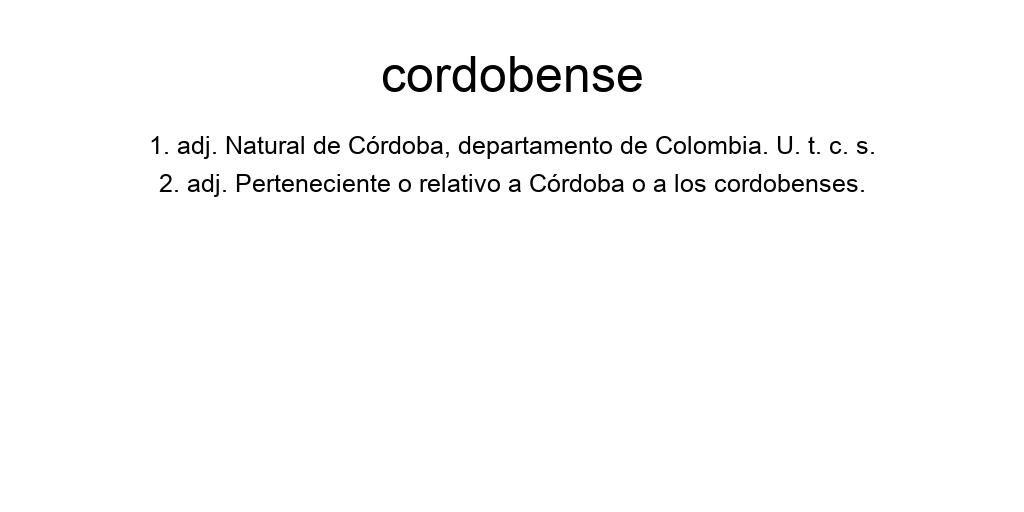 cordobense
1. adj. Natural de Córdoba, departamento de Colombia. U. t. c. s.
2. adj. Perteneciente o relativo a Córdoba o a los cordobenses.